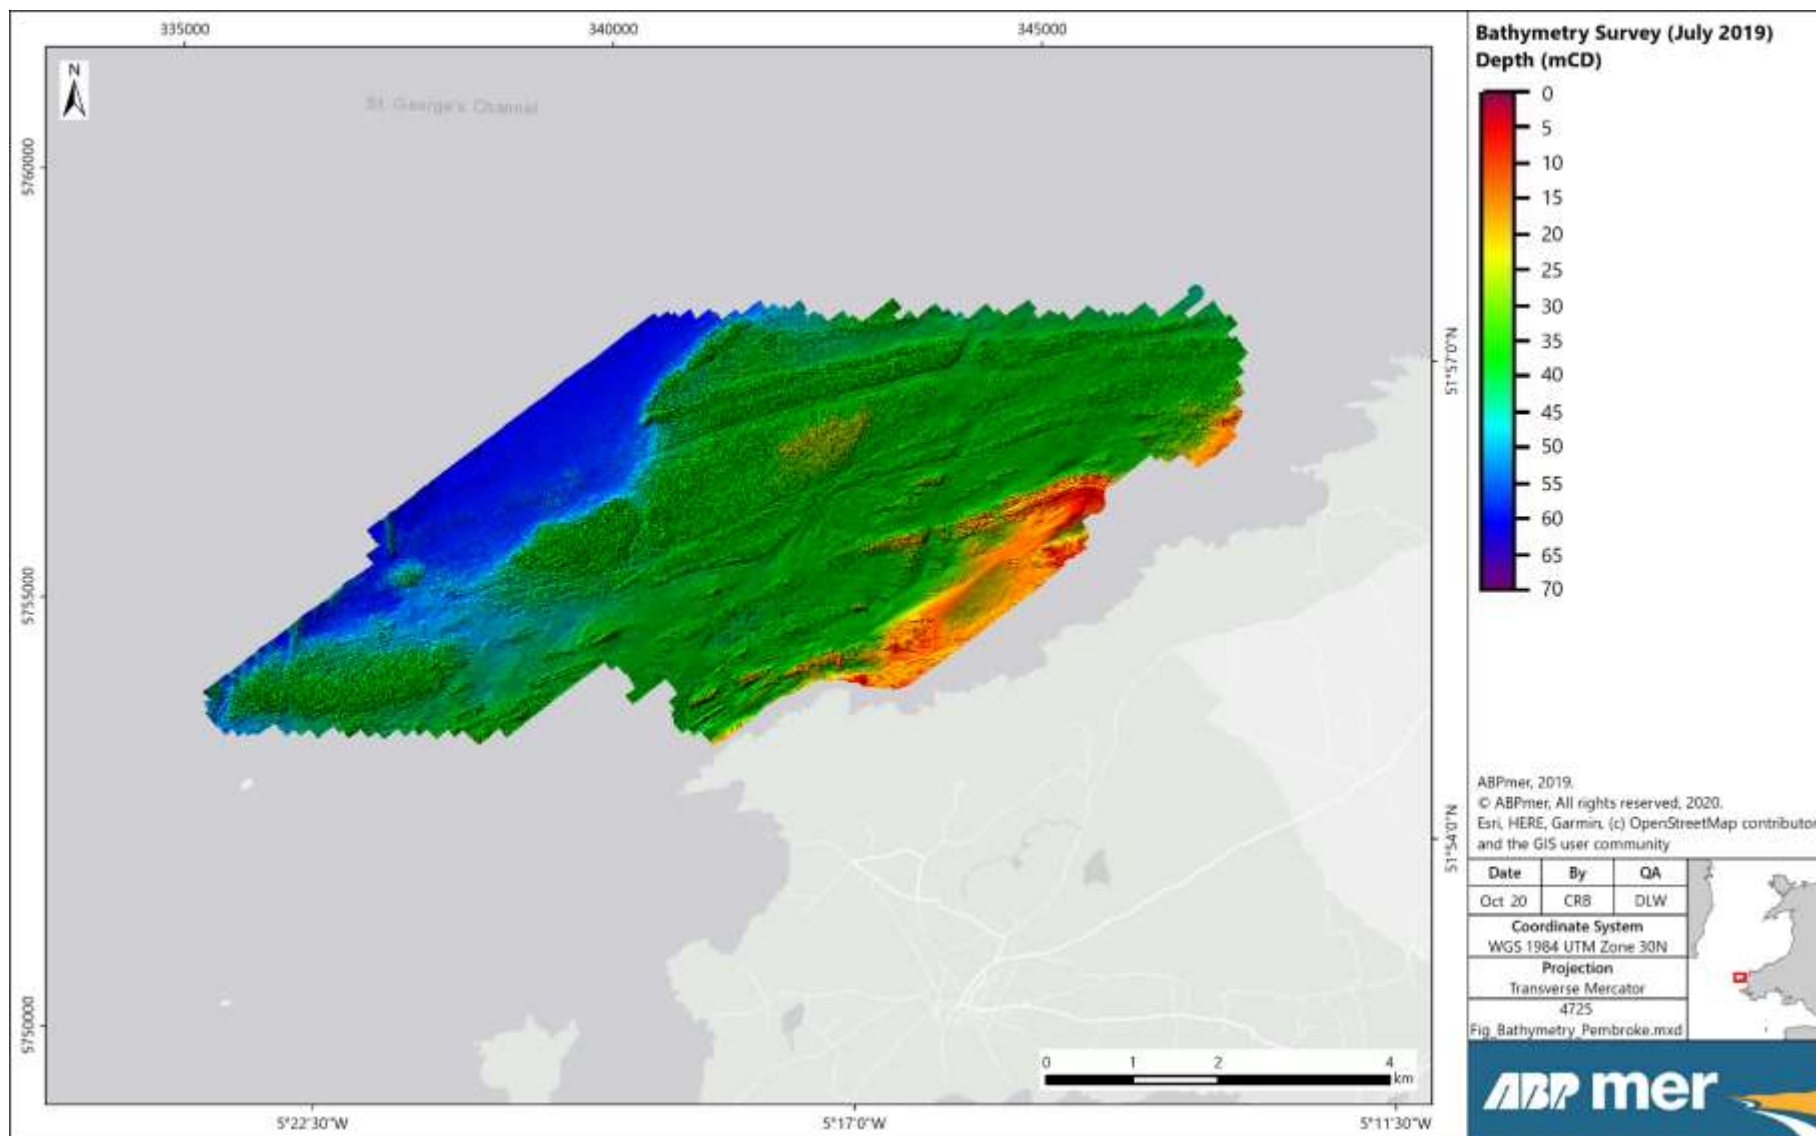 335000
340000
345000
N
St. George's Channel
5760000
5755000
5750000
51°57'0"N
51°54'0"N
0 1 2 4
km
5°22'30"W
5°17'0"W
5°11'30"W
Bathymetry Survey (July 2019)
Depth (mCD)
0
5
10
15
20
25
30
35
40
45
50
55
60
65
70
ABPmer, 2019.
© ABPmer, All rights reserved, 2020.
Esri, HERE, Garmin, (c) OpenStreetMap contributor
and the GIS user community
Date By QA
Oct 20 CRB DLW
Coordinate System
WGS 1984 UTM Zone 30N
Projection
Transverse Mercator
4725
Fig_Bathymetry_Pembroke.mxd
ABP mer